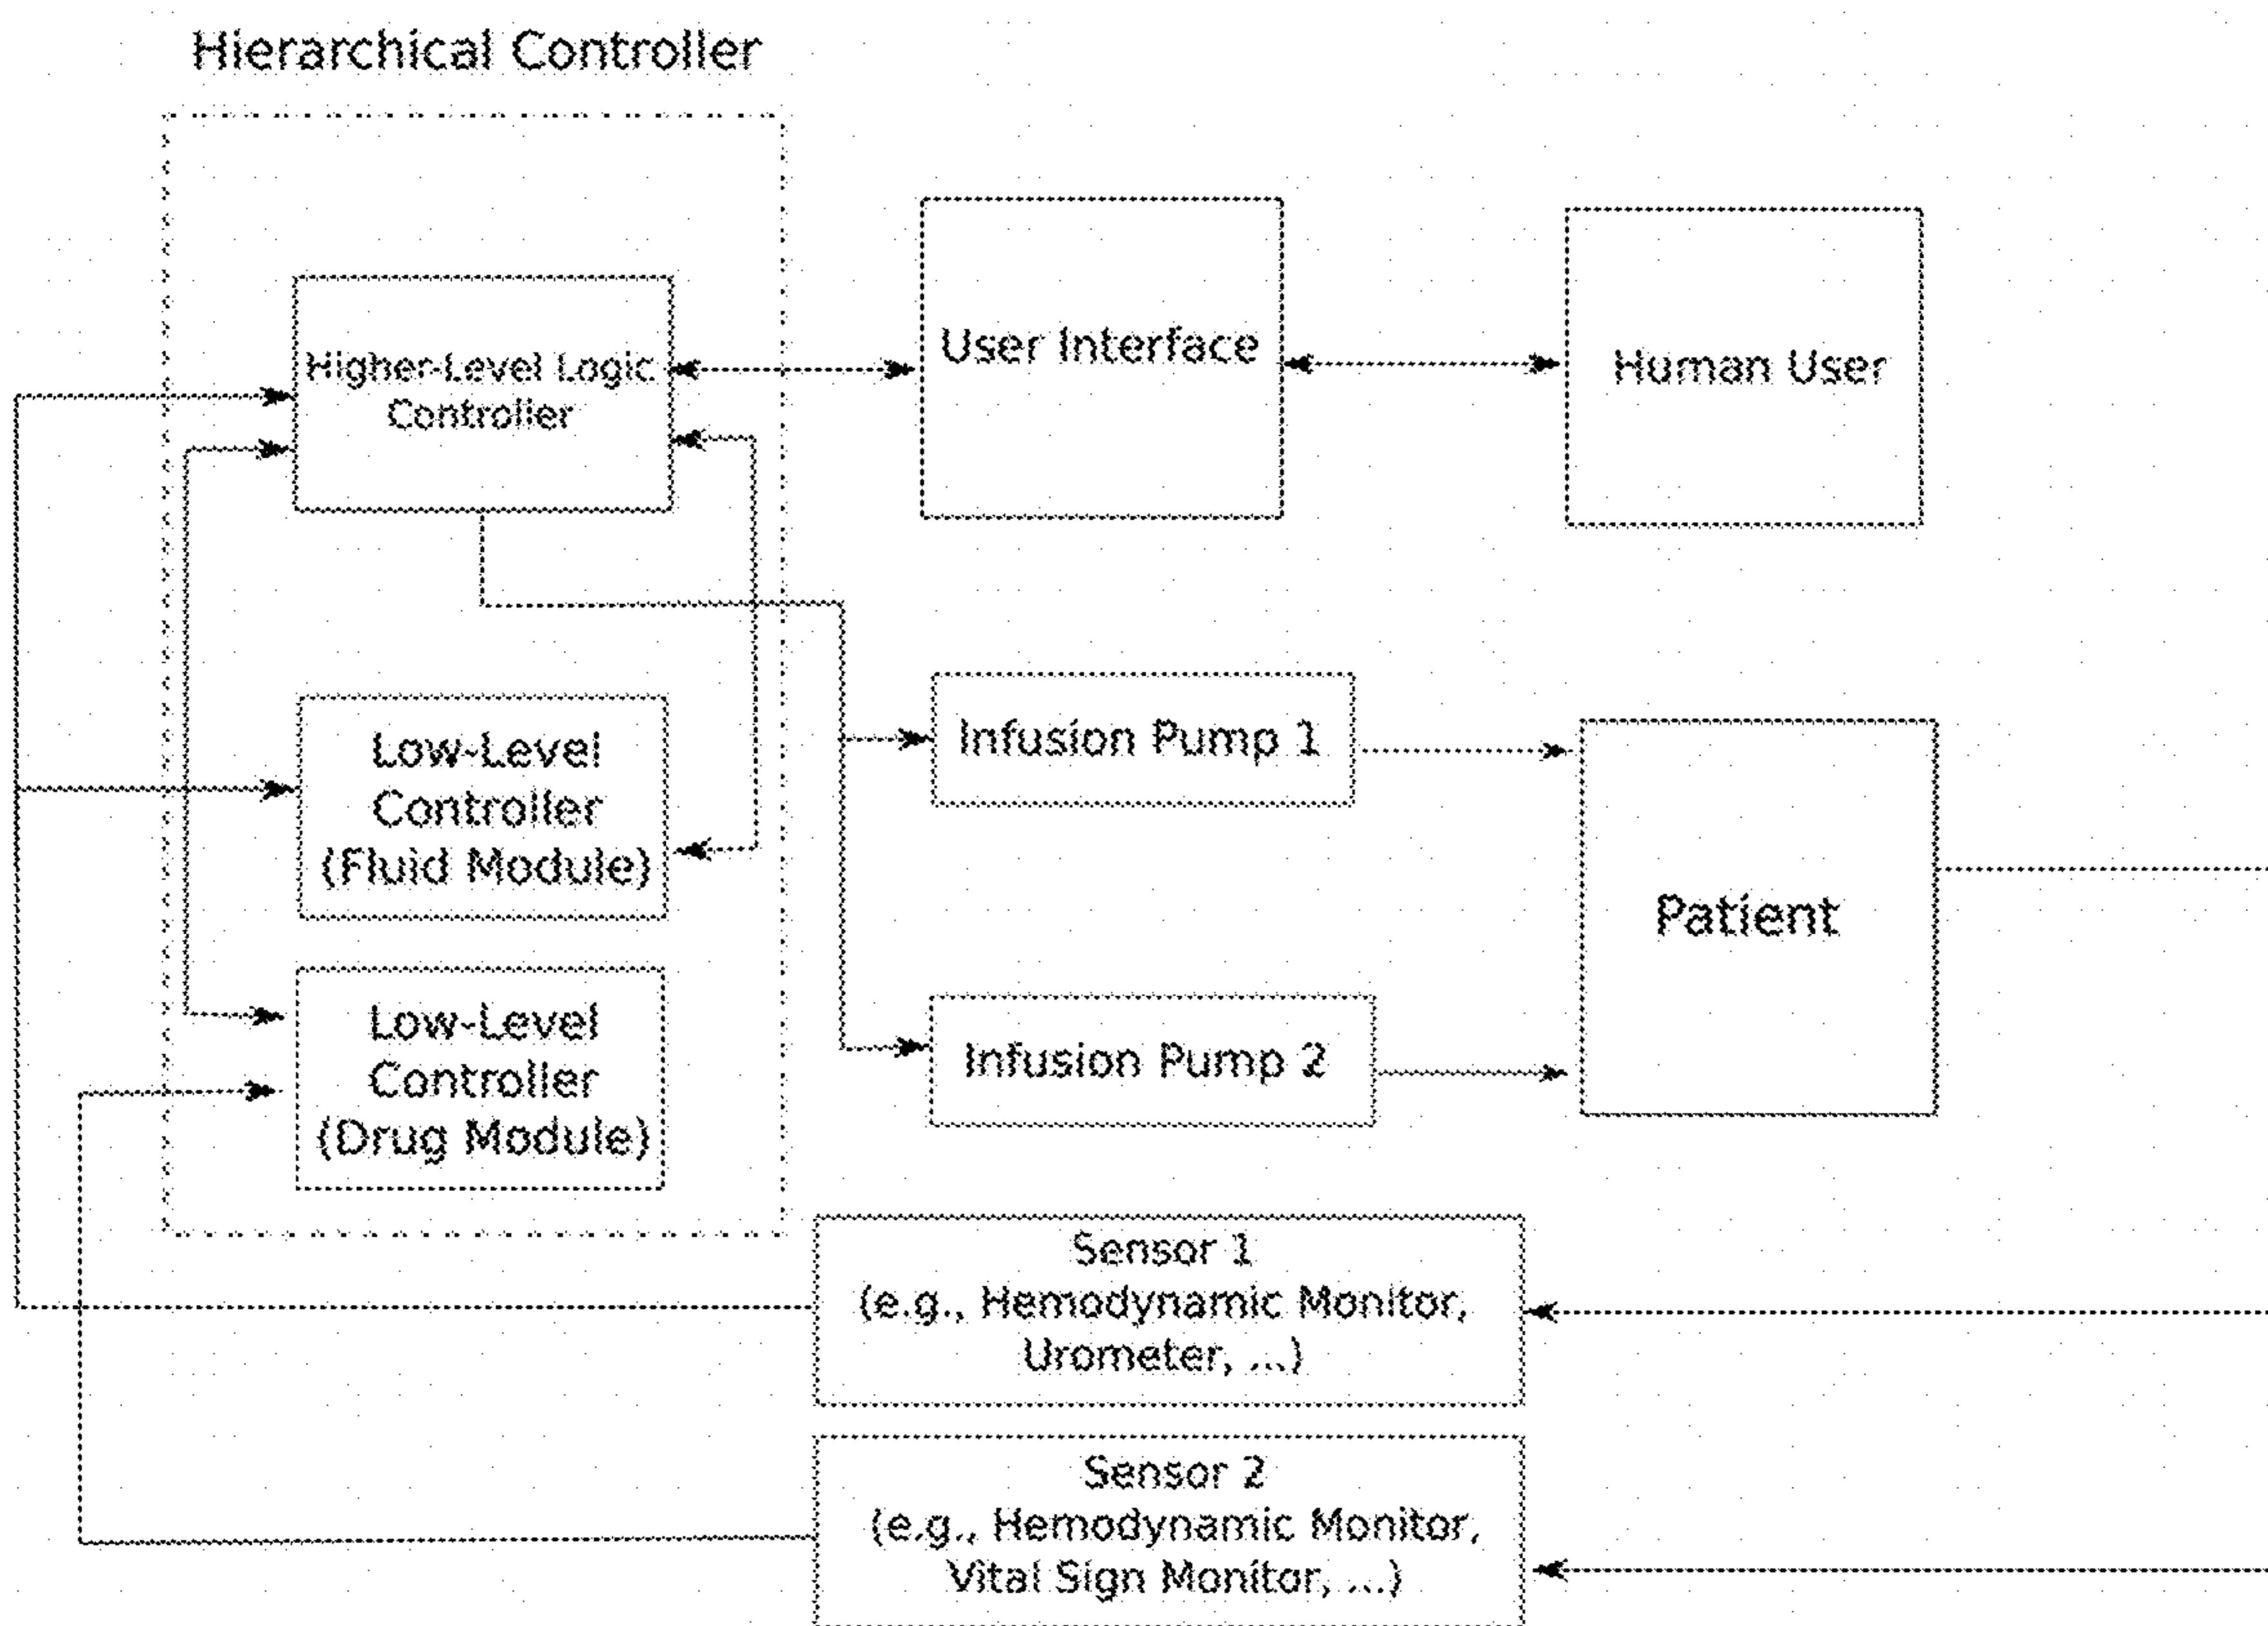 Hierarchical Controller
Higher-Level Logic
Controller
User Interface
Human User
Low-Level
Controller
(Fluid Module)
Infusion Pump 1
Patient
Low-Level
Controller
(Drug Module)
Infusion Pump 2
Sensor 1
(e.g., Hemodynamic Monitor,
Urometer, ...)
Sensor 2
(e.g., Hemodynamic Monitor,
Vital Sign Monitor, ...)